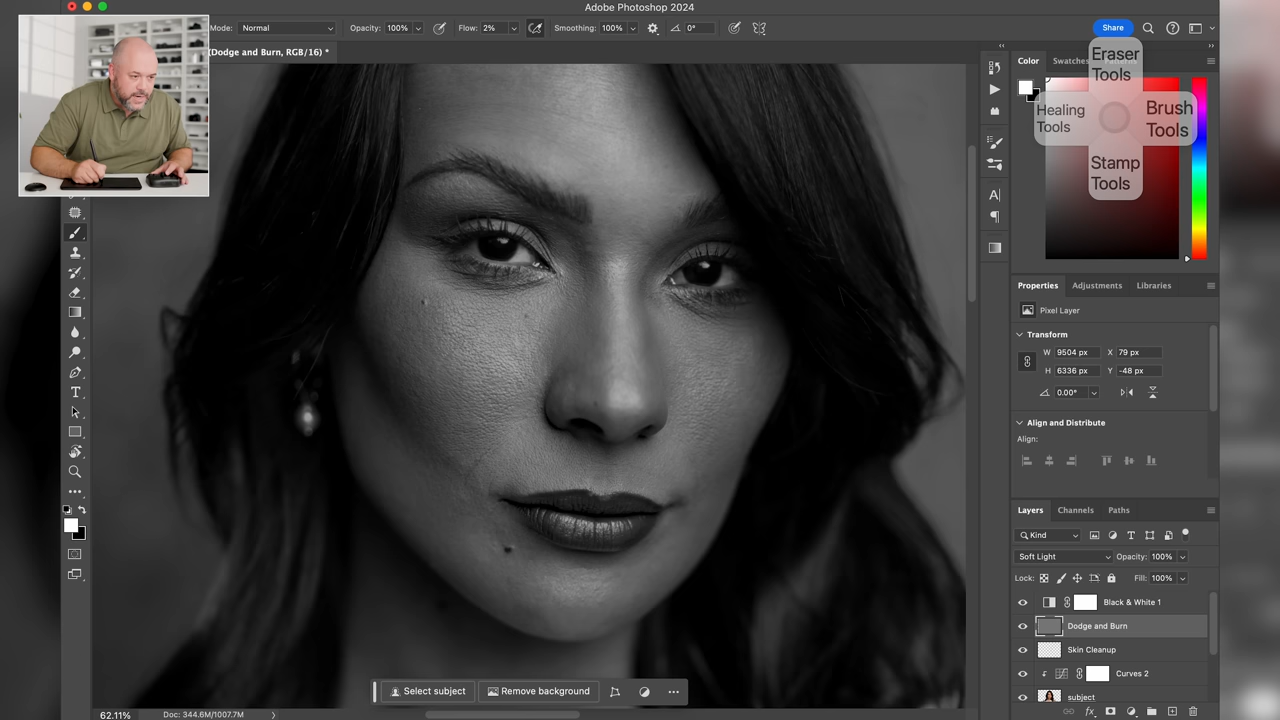 Adobe Photoshop 2024
Mode: Normal Opacity: 100% Flow: 2% Smoothing: 100% 0° Share
(Dodge and Burn, RGB/16) *
Color Swatches
Eraser
Tools
Healing
Tools
Brush
Tools
Stamp
Tools
A
Properties Adjustments Libraries
Pixel Layer
Transform
W 9504 px X 79 px
H 6336 px Y -48 px
0.00°
Align and Distribute
Align:
Layers Channels Paths
Kind
Soft Light Opacity: 100%
Lock: Fill: 100%
Black & White 1
Dodge and Burn
Skin Cleanup
Curves 2
subject
fx
Select subject Remove background
62.11% Doc: 344.6M/1007.7M